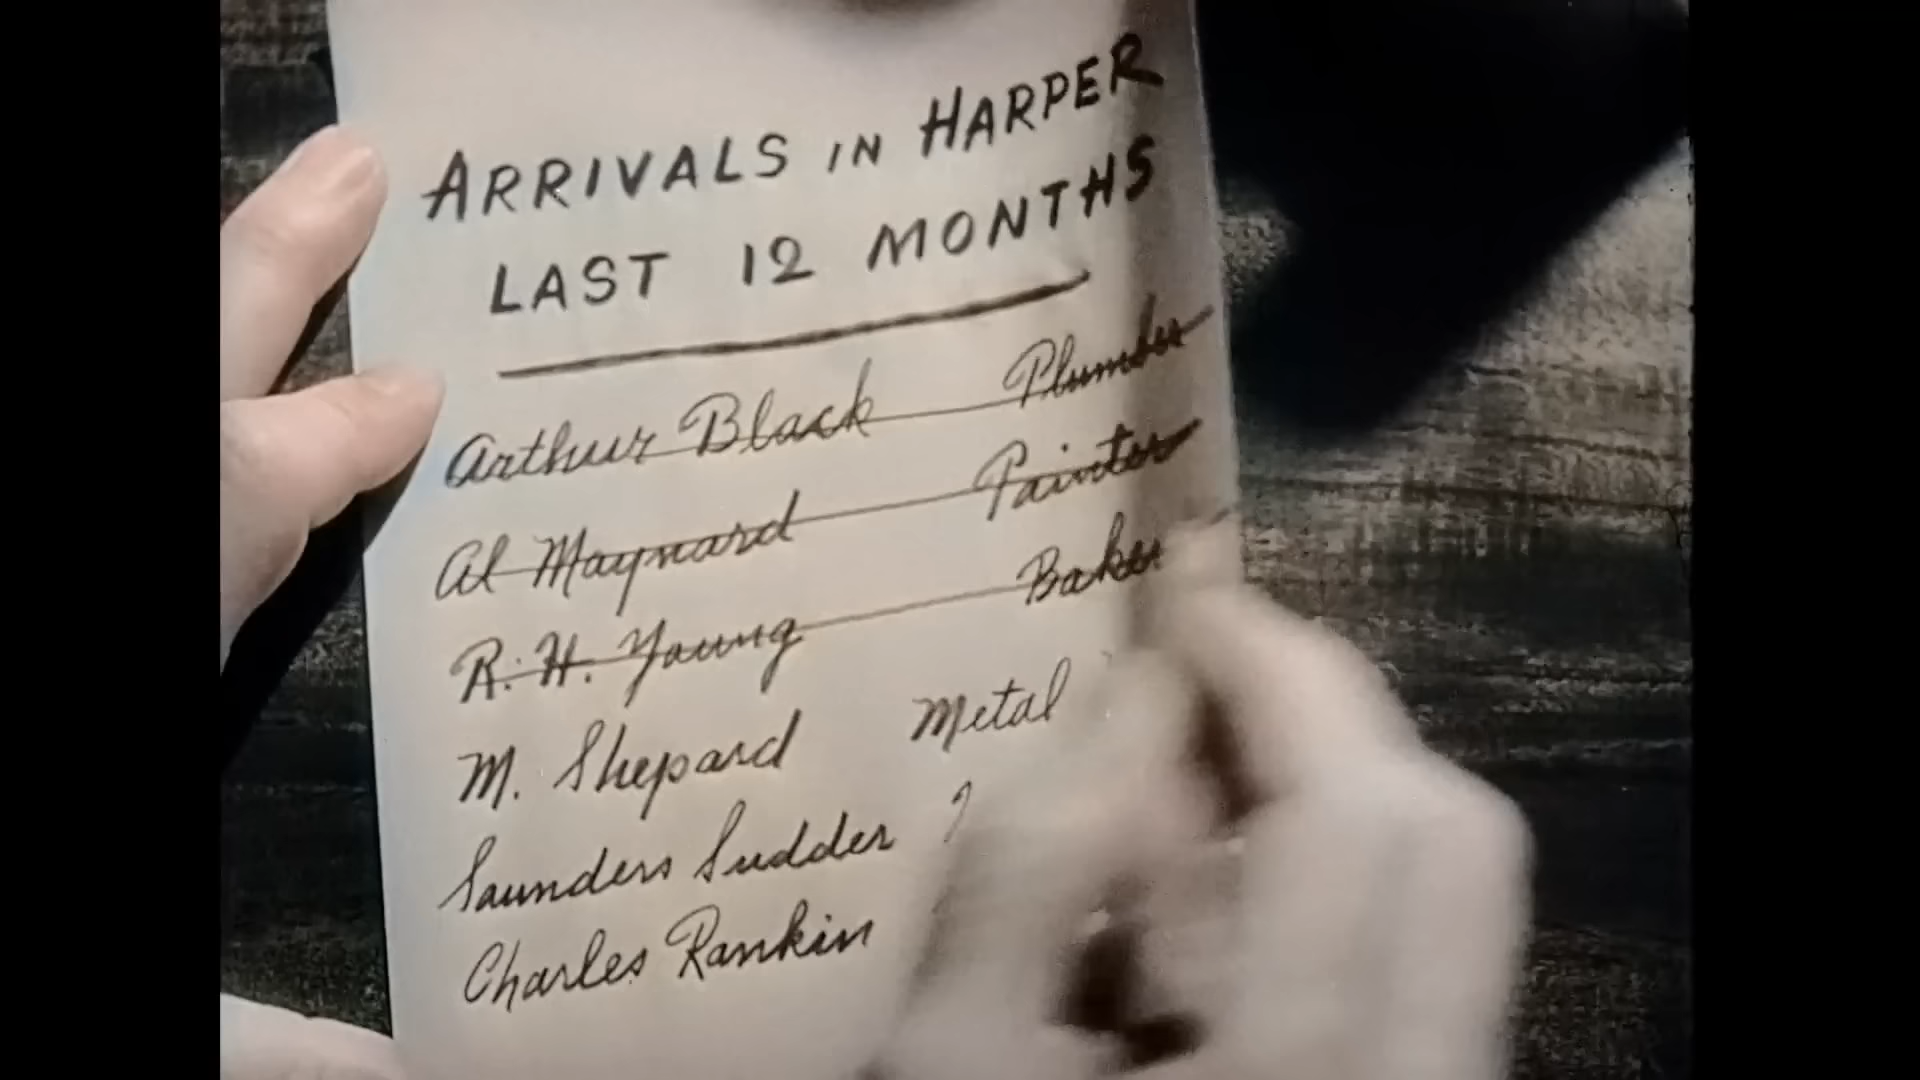 ARRIVALS IN HARPER
LAST 12 MONTHS
Arthur Black Plumber
Al Maynard Painter
R. H. Young Baker
M. Shepard Metal
Saunders Sudder
Charles Rankin